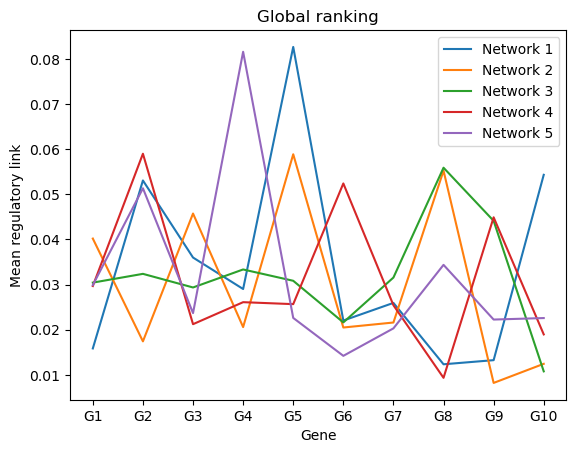 Global ranking
Mean regulatory link
0.08
0.07
0.06
0.05
0.04
0.03
0.02
0.01
Network 1
Network 2
Network 3
Network 4
Network 5
G1 G2 G3 G4 G5 G6 G7 G8 G9 G10
Gene